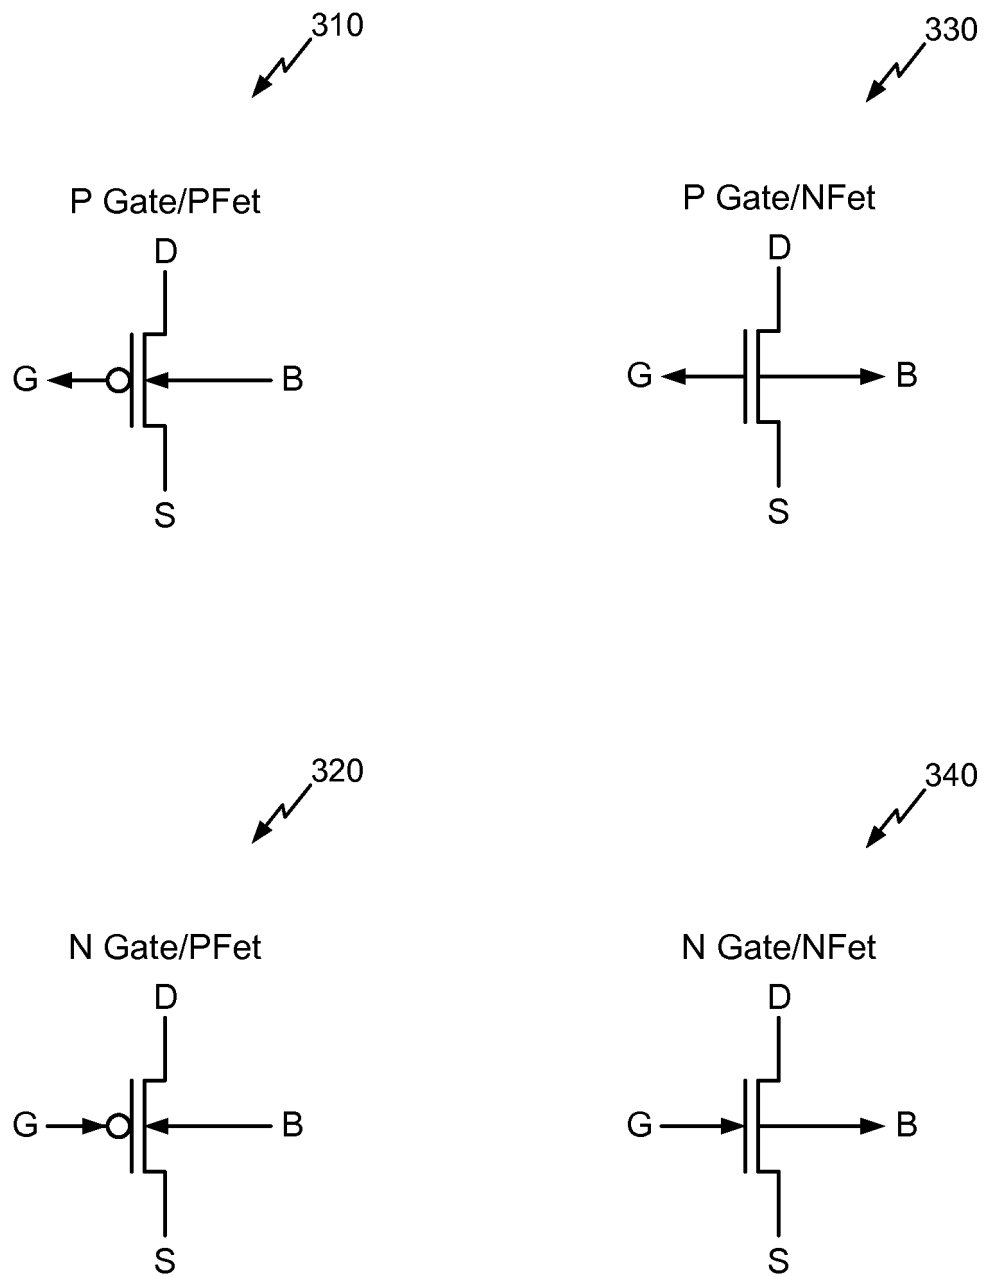 310
P Gate/PFet
D
G B
S
330
P Gate/NFet
D
G B
S
320
N Gate/PFet
D
G B
S
340
N Gate/NFet
D
G B
S